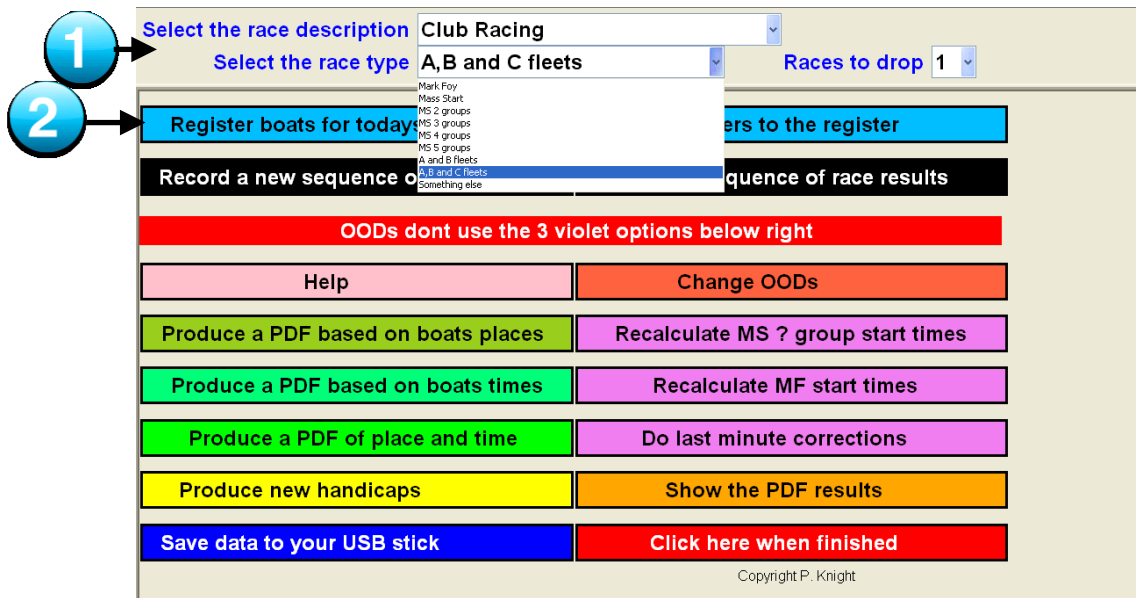 1
Select the race description Club Racing
Select the race type A,B and C fleets Races to drop 1
Mark Foy
Mass Start
MS 2 groups
MS 3 groups
MS 4 groups
MS 5 groups
A and B fleets
A,B and C fleets
Something else
2
Register boats for todays ers to the register
Record a new sequence o quence of race results
OODs dont use the 3 violet options below right
Help Change OODs
Produce a PDF based on boats places Recalculate MS ? group start times
Produce a PDF based on boats times Recalculate MF start times
Produce a PDF of place and time Do last minute corrections
Produce new handicaps Show the PDF results
Save data to your USB stick Click here when finished
Copyright P. Knight